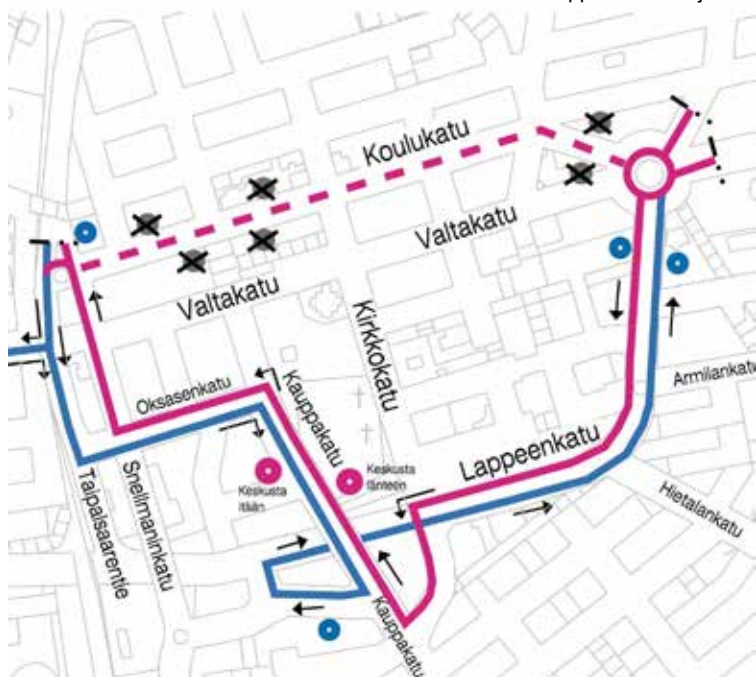 Koulukatu
Valtakatu
Valtakatu
Kirkkokatu
Armilankatu
Oksasenkatu
Kauppakatu
Lappeenkatu
Keskusta
itään
Keskusta
länteen
Hietalankatu
Taipalsaarentie
Snellmaninkatu
Kauppakatu